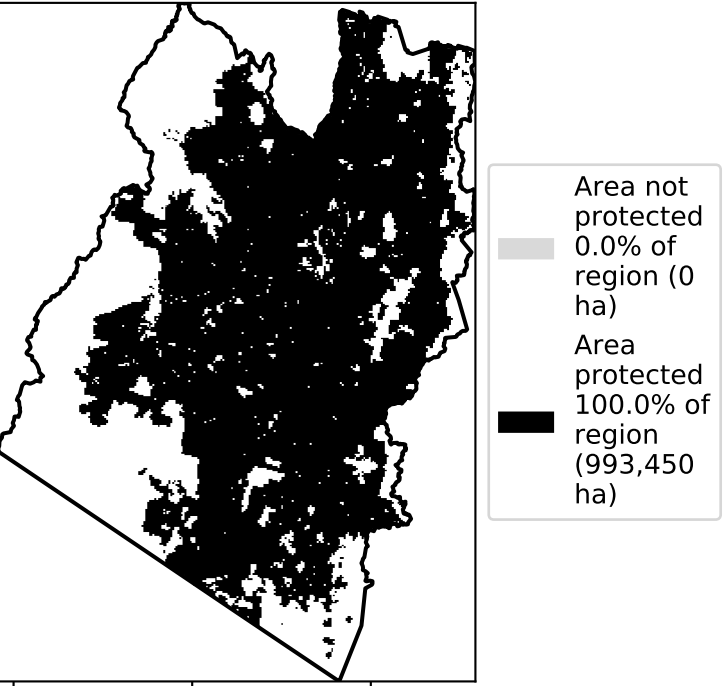 Area not
protected
0.0% of
region (0
ha)
Area
protected
100.0% of
region
(993,450
ha)